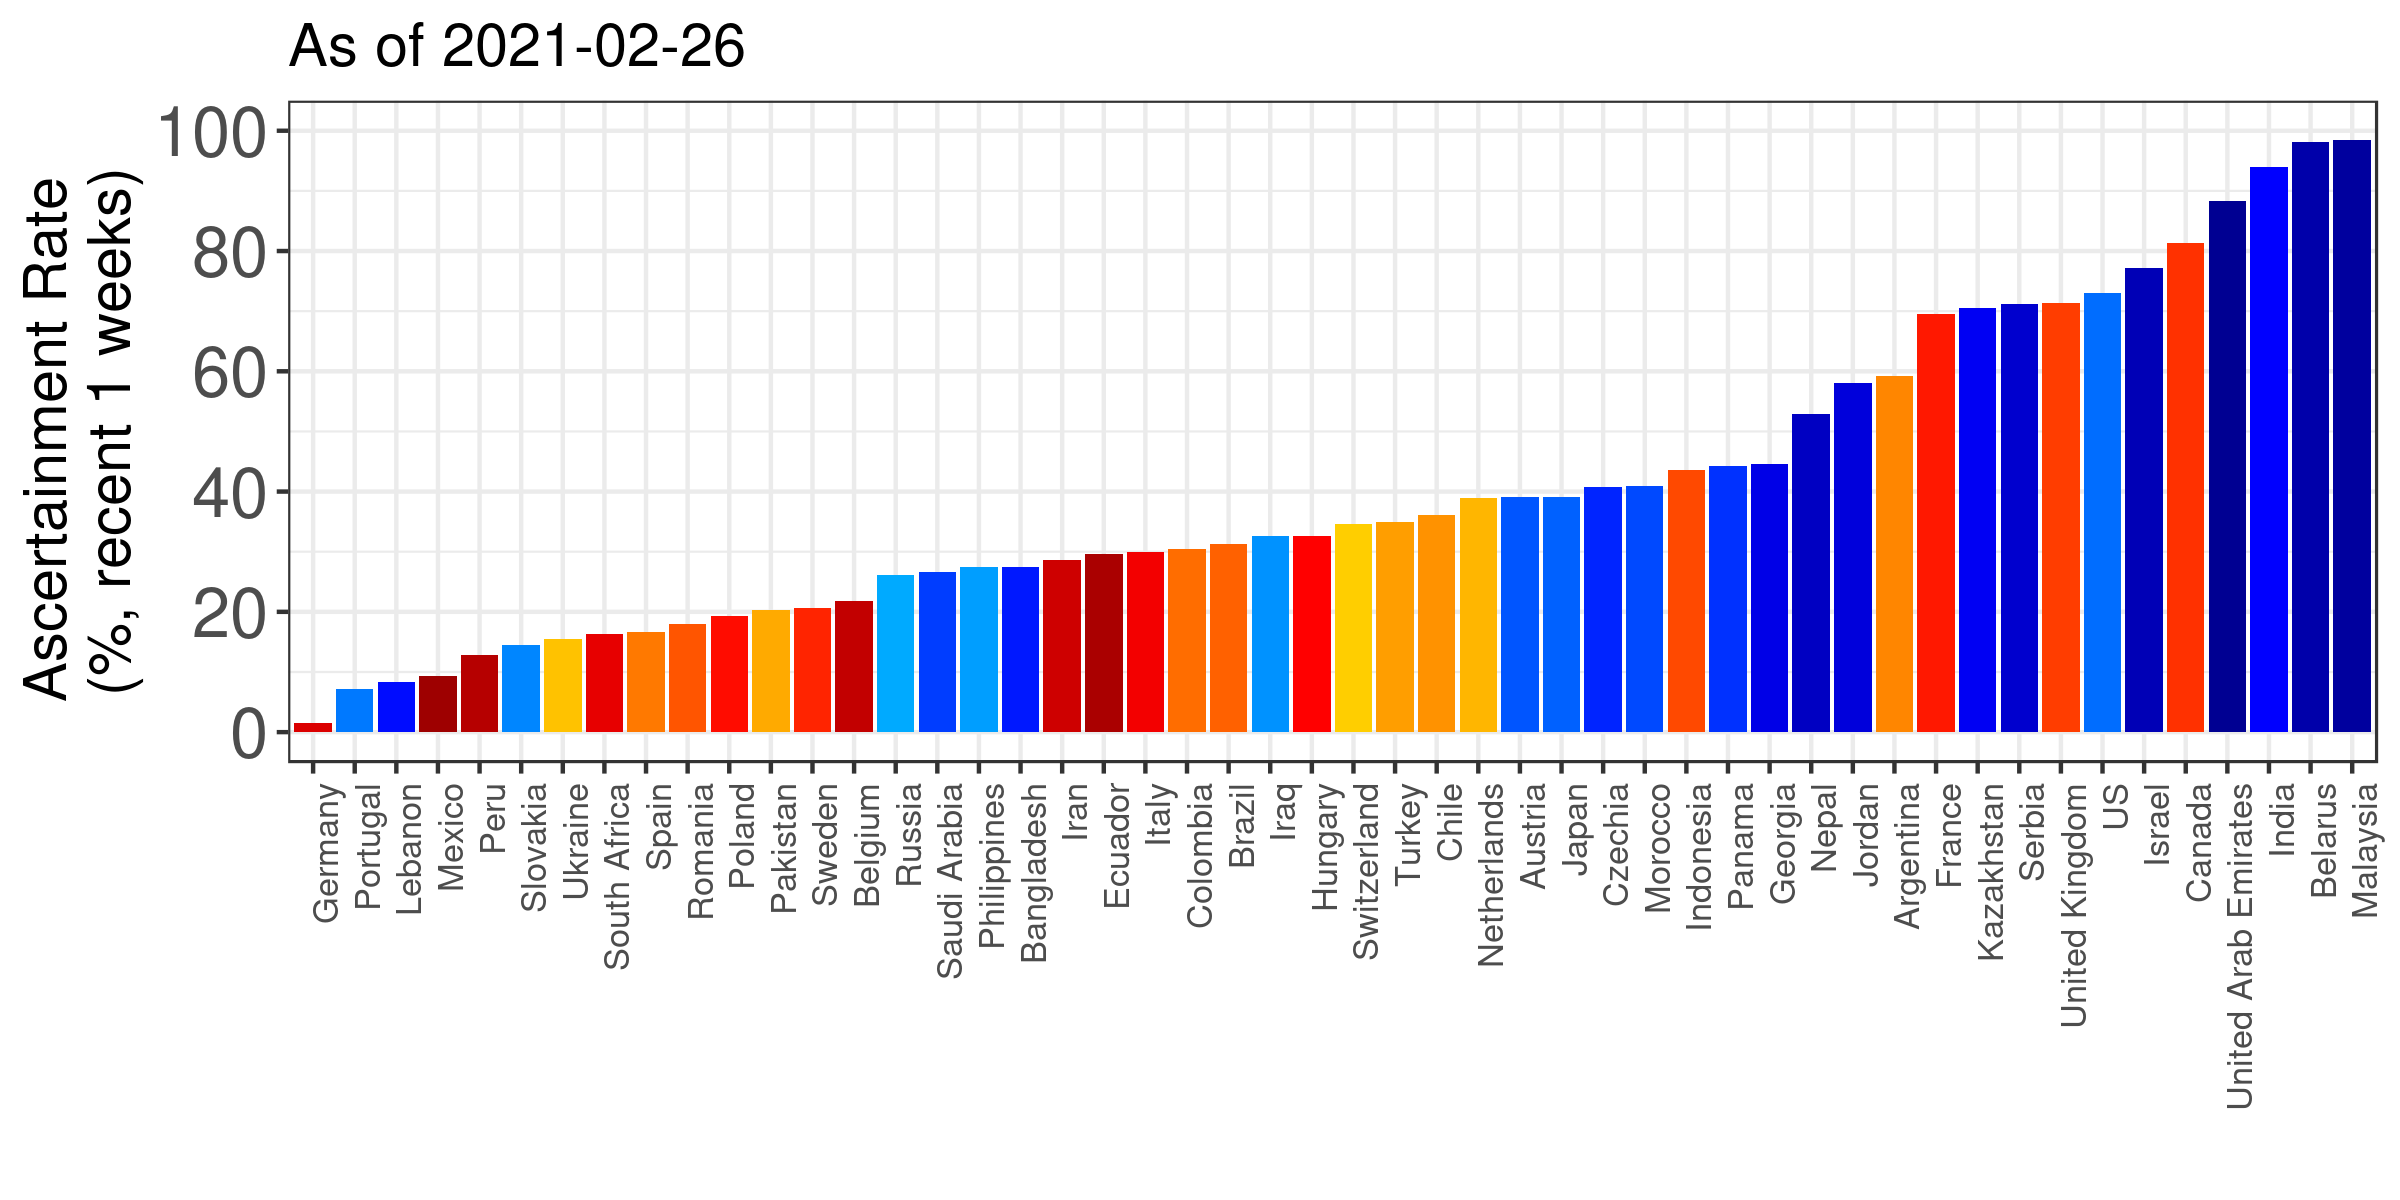 As of 2021-02-26
Ascertainment Rate
(%, recent 1 weeks)
100
80
60
40
20
0
Germany
Portugal
Lebanon
Mexico
Peru
Slovakia
Ukraine
South Africa
Spain
Romania
Poland
Pakistan
Sweden
Belgium
Russia
Saudi Arabia
Philippines
Bangladesh
Iran
Ecuador
Italy
Colombia
Brazil
Iraq
Hungary
Switzerland
Turkey
Chile
Netherlands
Austria
Japan
Czechia
Morocco
Indonesia
Panama
Georgia
Nepal
Jordan
Argentina
France
Kazakhstan
Serbia
United Kingdom
US
Israel
Canada
United Arab Emirates
India
Belarus
Malaysia